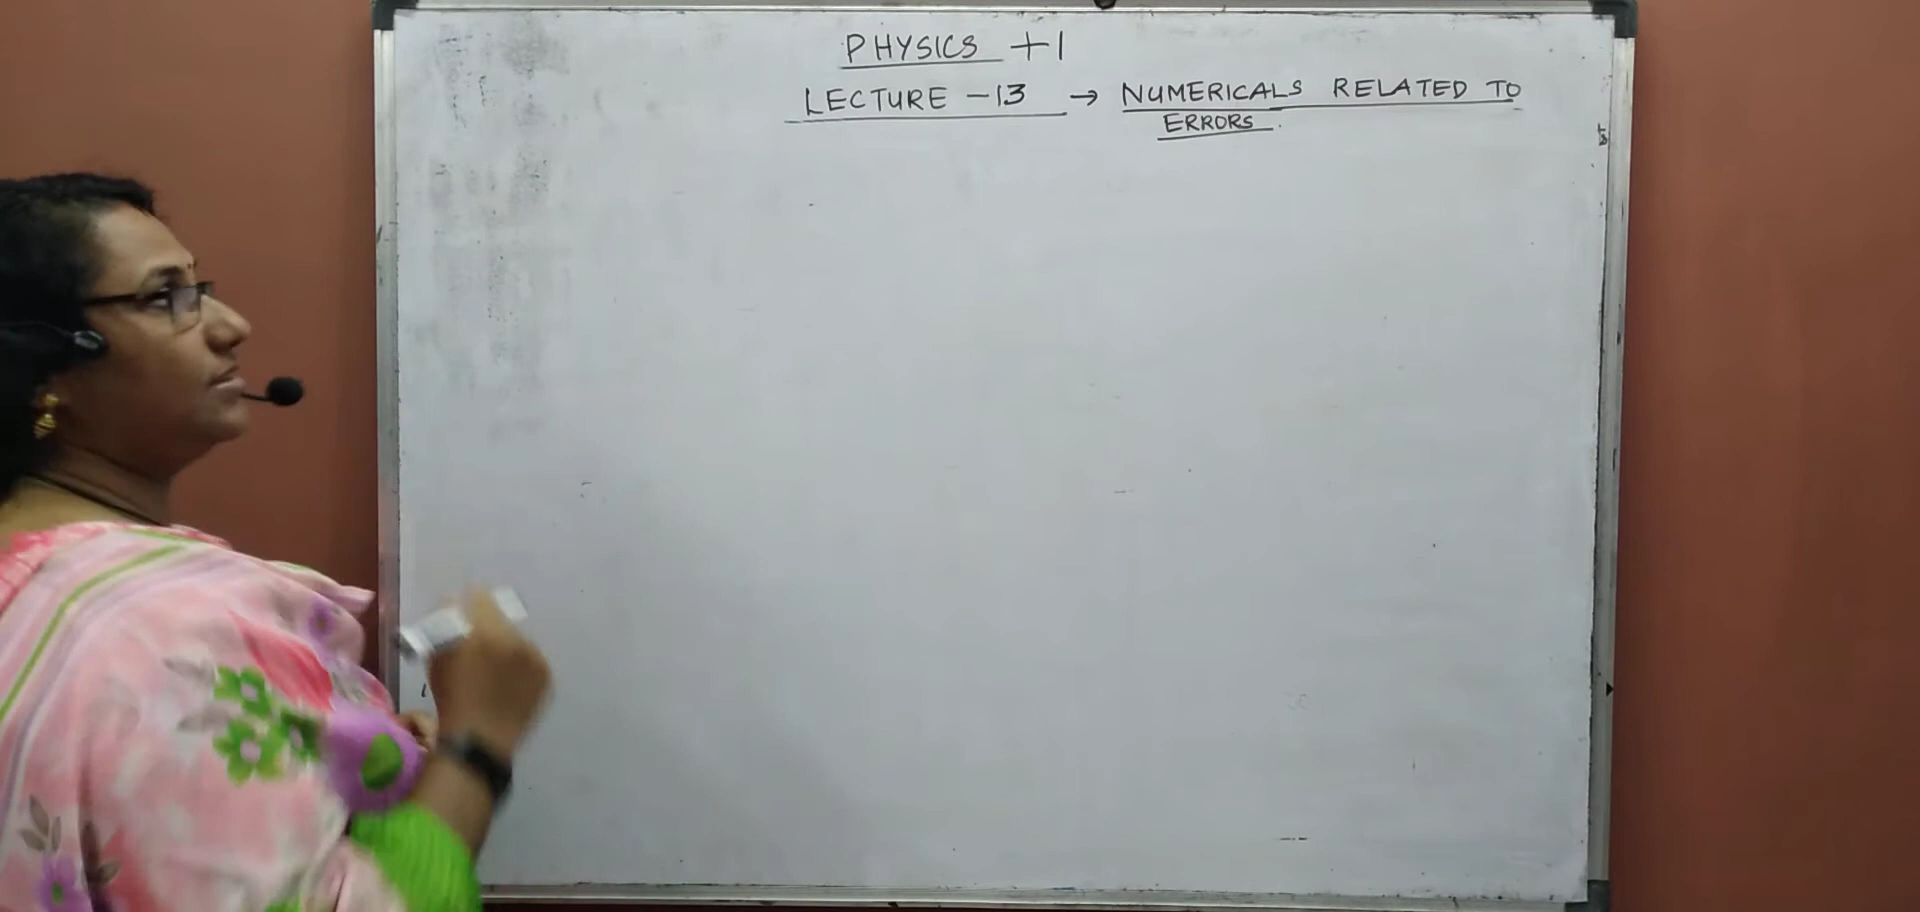 PHYSICS +1
LECTURE -13 → NUMERICALS RELATED TO
ERRORS.